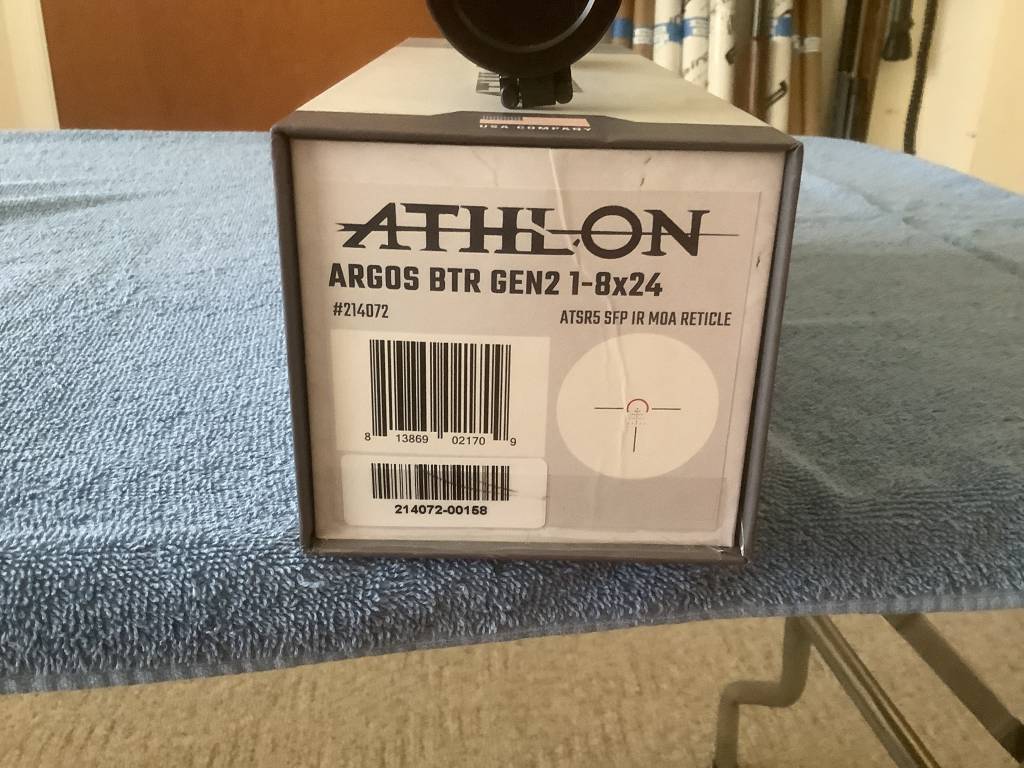 USA COMPANY
ATHLON
ARGOS BTR GEN2 1-8x24
#214072
ATSR5 SFP IR MOA RETICLE
8 13869 02170 9
214072-00158